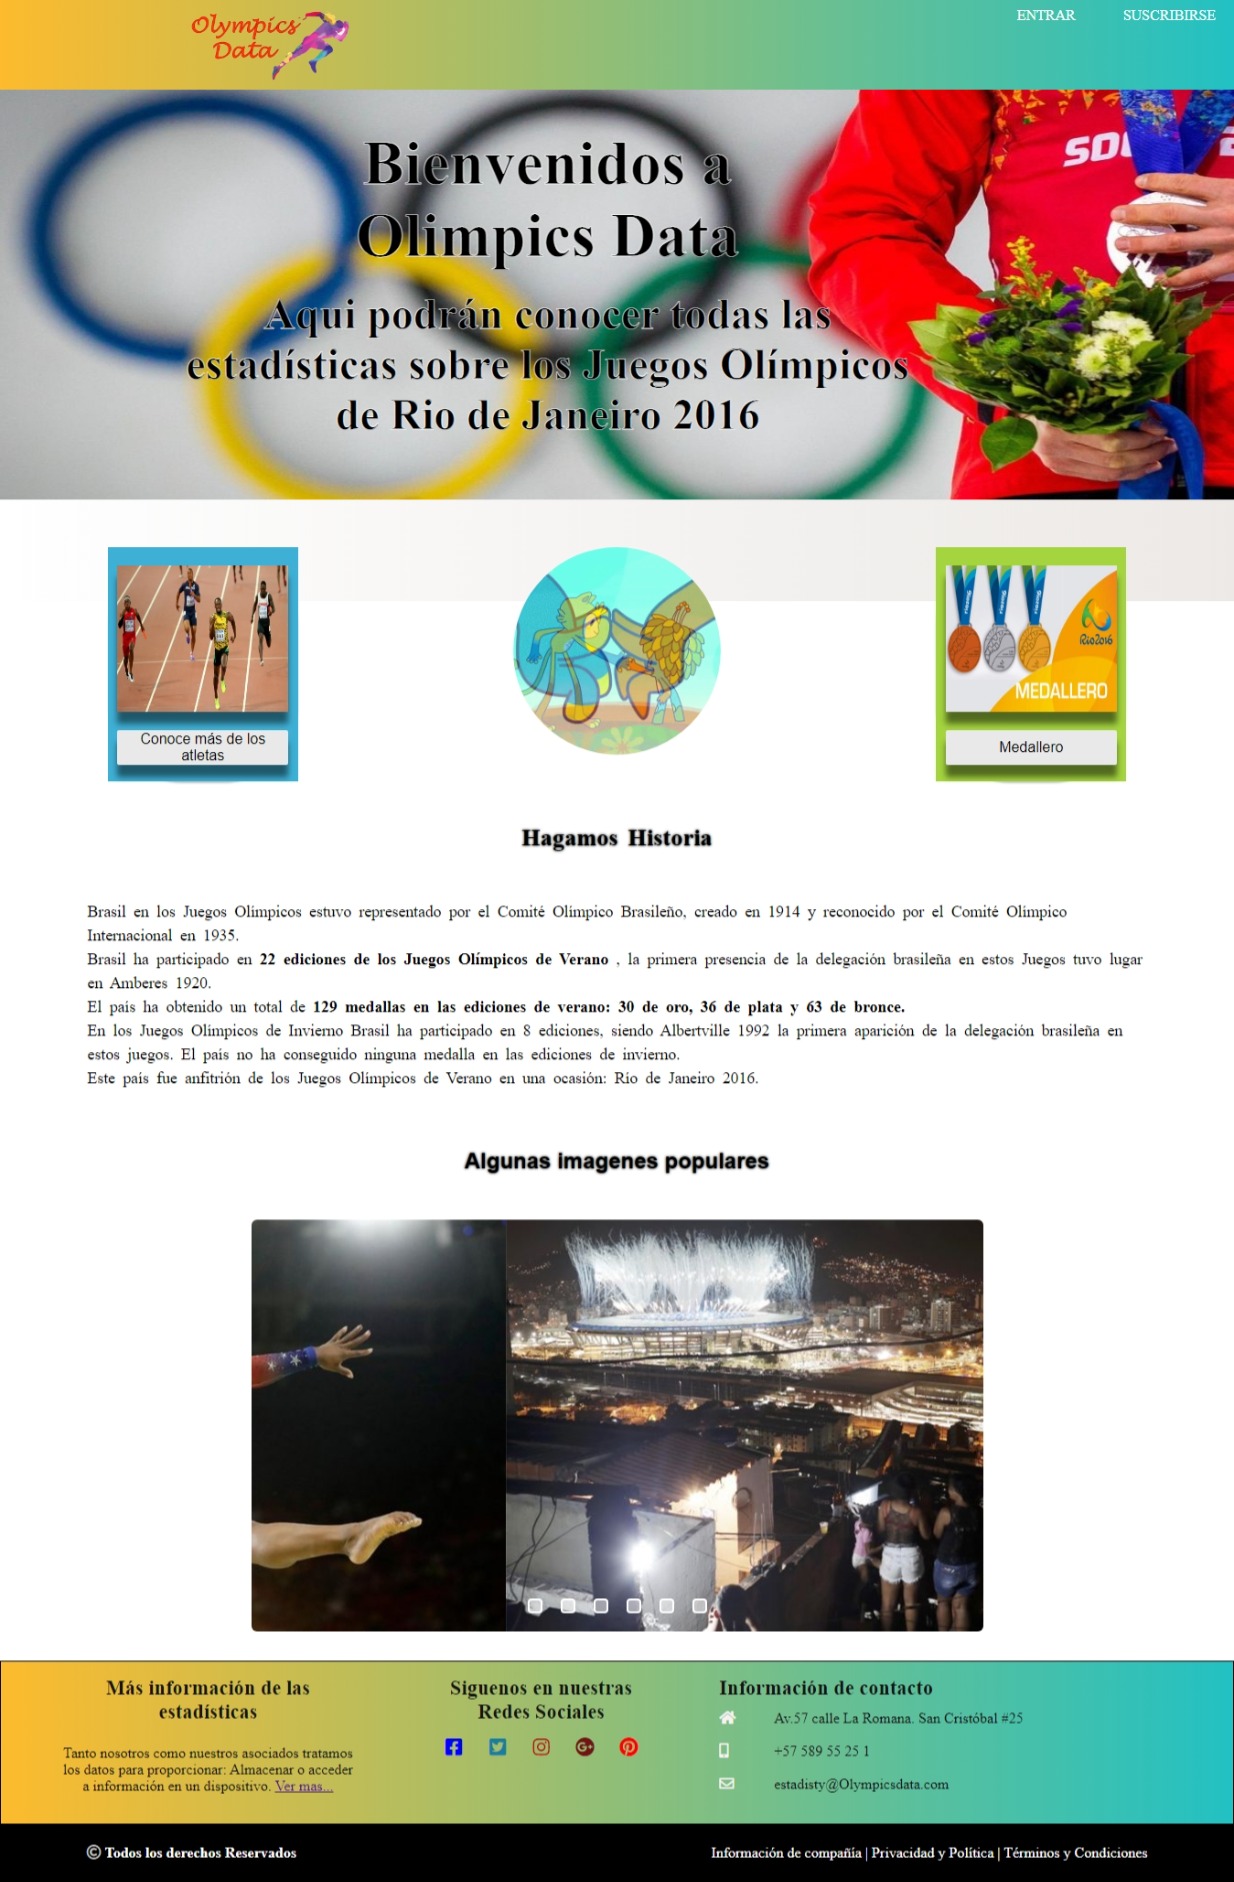 Olympics
Data
ENTRAR
SUSCRIBIRSE
Bienvenidos a
Olimpics Data
Aqui podrán conocer todas las
estadísticas sobre los Juegos Olímpicos
de Rio de Janeiro 2016
Rio2016
MEDALLERO
Conoce más de los
atletas
Medallero
Hagamos Historia
Brasil en los Juegos Olímpicos estuvo representado por el Comité Olímpico Brasileño, creado en 1914 y reconocido por el Comité Olímpico
Internacional en 1935.
Brasil ha participado en 22 ediciones de los Juegos Olímpicos de Verano , la primera presencia de la delegación brasileña en estos Juegos tuvo lugar
en Amberes 1920.
El país ha obtenido un total de 129 medallas en las ediciones de verano: 30 de oro, 36 de plata y 63 de bronce.
En los Juegos Olímpicos de Invierno Brasil ha participado en 8 ediciones, siendo Albertville 1992 la primera aparición de la delegación brasileña en
estos juegos. El país no ha conseguido ninguna medalla en las ediciones de invierno.
Este país fue anfitrión de los Juegos Olímpicos de Verano en una ocasión: Río de Janeiro 2016.
Algunas imagenes populares
Más información de las
estadísticas
Tanto nosotros como nuestros asociados tratamos
los datos para proporcionar: Almacenar o acceder
a información en un dispositivo. Ver mas...
Siguenos en nuestras
Redes Sociales
Información de contacto
Av.57 calle La Romana. San Cristóbal #25
+57 589 55 25 1
estadisty@Olympicsdata.com
© Todos los derechos Reservados
Información de compañía | Privacidad y Política | Términos y Condiciones